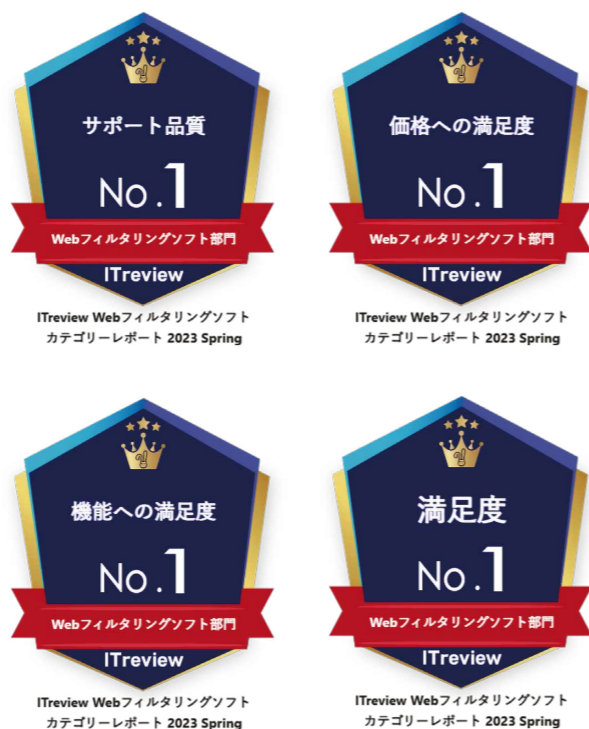 サポート品質
No.1
Webフィルタリングソフト部門
ITreview
ITreview Webフィルタリングソフト
カテゴリーレポート 2023 Spring
価格への満足度
No.1
Webフィルタリングソフト部門
ITreview
ITreview Webフィルタリングソフト
カテゴリーレポート 2023 Spring
機能への満足度
No.1
Webフィルタリングソフト部門
ITreview
ITreview Webフィルタリングソフト
カテゴリーレポート 2023 Spring
満足度
No.1
Webフィルタリングソフト部門
ITreview
ITreview Webフィルタリングソフト
カテゴリーレポート 2023 Spring